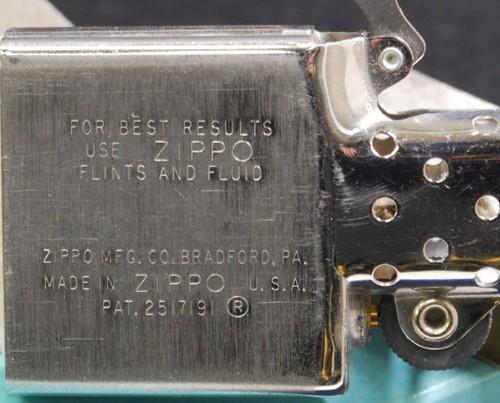 FOR BEST RESULTS
USE ZIPPO
FLINTS AND FLUID
ZIPPO MFG. CO. BRADFORD, PA.
MADE IN ZIPPO U.S.A.
PAT. 2517191 ®